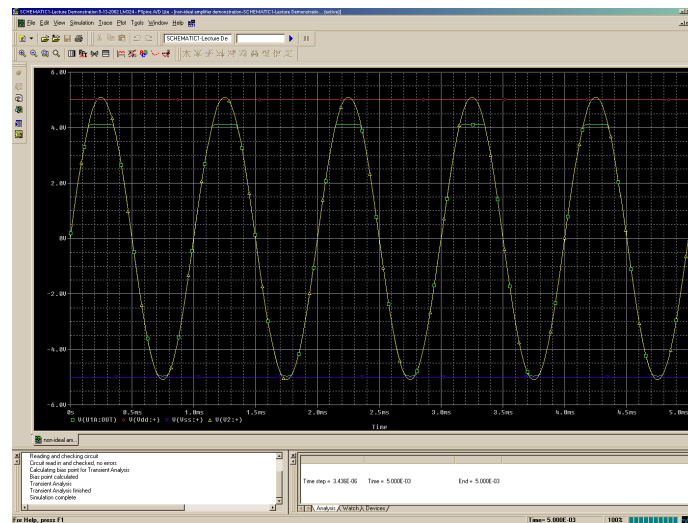 SCHEMATIC1-Lecture Demonstration 9-13-2002 LM324 - PSpice A/D Lite - [non-ideal amplifier demonstration-SCHEMATIC1-Lecture Demonstratio... (active)]
File Edit View Simulation Trace Plot Tools Window Help
SCHEMATIC1-Lecture De
6.0V
4.0V
2.0V
0V
-2.0V
-4.0V
-6.0V
0s 0.5ms 1.0ms 1.5ms 2.0ms 2.5ms 3.0ms 3.5ms 4.0ms 4.5ms 5.0ms
V(U1A:OUT) V(Vdd:+) V(Vss:+) V(V2:+)
Time
non-ideal am...
Reading and checking circuit
Circuit read in and checked, no errors
Calculating bias point for Transient Analysis
Bias point calculated
Transient Analysis
Transient Analysis finished
Simulation complete
Time step = 3.436E-06 Time = 5.000E-03 End = 5.000E-03
Analysis Watch Devices
For Help, press F1
Time= 5.000E-03 100%